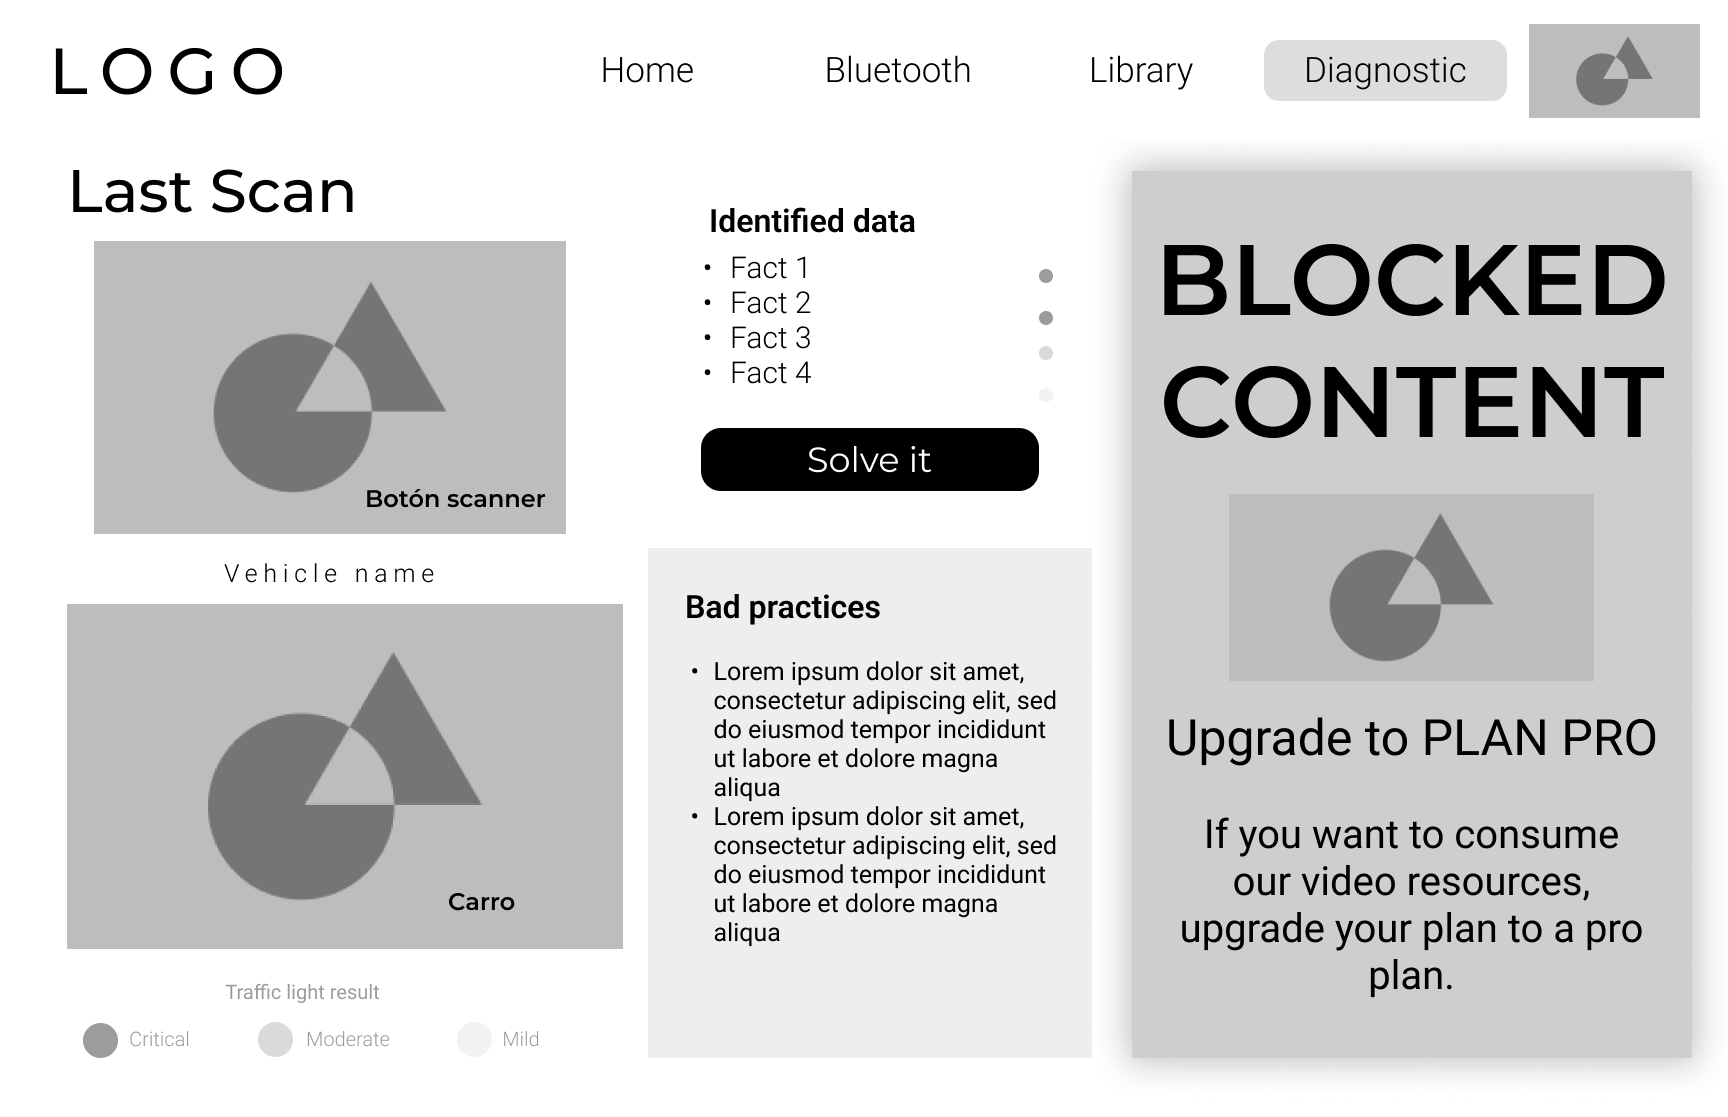 LOGO
Home
Bluetooth
Library
Diagnostic
Last Scan
Botón scanner
Vehicle name
Carro
Traffic light result
Critical
Moderate
Mild
Identified data
• Fact 1
• Fact 2
• Fact 3
• Fact 4
Solve it
Bad practices
• Lorem ipsum dolor sit amet,
consectetur adipiscing elit, sed
do eiusmod tempor incididunt
ut labore et dolore magna
aliqua
• Lorem ipsum dolor sit amet,
consectetur adipiscing elit, sed
do eiusmod tempor incididunt
ut labore et dolore magna
aliqua
BLOCKED
CONTENT
Upgrade to PLAN PRO
If you want to consume
our video resources,
upgrade your plan to a pro
plan.